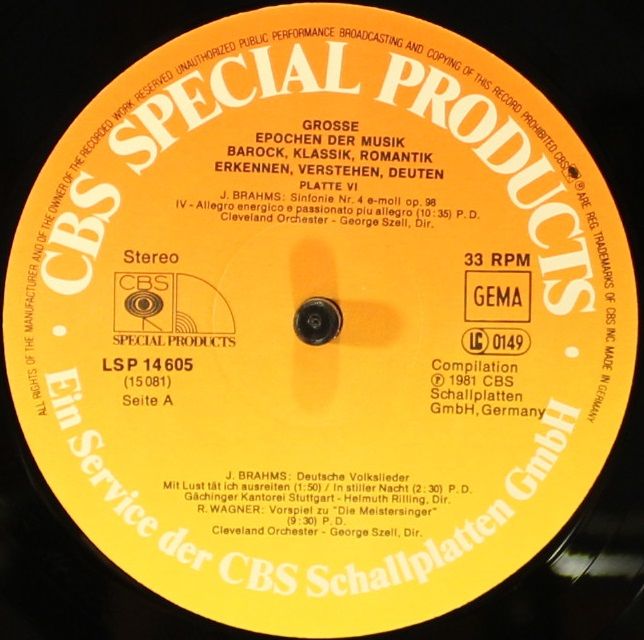 ALL RIGHTS OF THE MANUFACTURER AND OF THE OWNER OF THE RECORDED WORK RESERVED UNAUTHORIZED PUBLIC PERFORMANCE BROADCASTING AND COPYING OF THIS RECORD PROHIBITED CBS ® ARE REG. TRADEMARKS OF CBS INC. MADE IN GERMANY
CBS SPECIAL PRODUCTS
GROSSE
EPOCHEN DER MUSIK
BAROCK, KLASSIK, ROMANTIK
ERKENNEN, VERSTEHEN, DEUTEN
PLATTE VI
J. BRAHMS: Sinfonie Nr. 4 e-moll op. 98
IV - Allegro energico e passionato piu allegro (10:35) P. D.
Cleveland Orchester - George Szell, Dir.
Stereo
CBS
SPECIAL PRODUCTS
LSP 14 605
(15 081)
Seite A
33 RPM
GEMA
LC 0149
Compilation
℗ 1981 CBS
Schallplatten
GmbH, Germany
J. BRAHMS: Deutsche Volkslieder
Mit Lust tät ich ausreiten (1:50) / In stiller Nacht (2:30) P. D.
Gächinger Kantorei Stuttgart - Helmuth Rilling, Dir.
R. WAGNER: Vorspiel zu "Die Meistersinger"
(9:30) P. D.
Cleveland Orchester - George Szell, Dir.
Ein Service der CBS Schallplatten GmbH